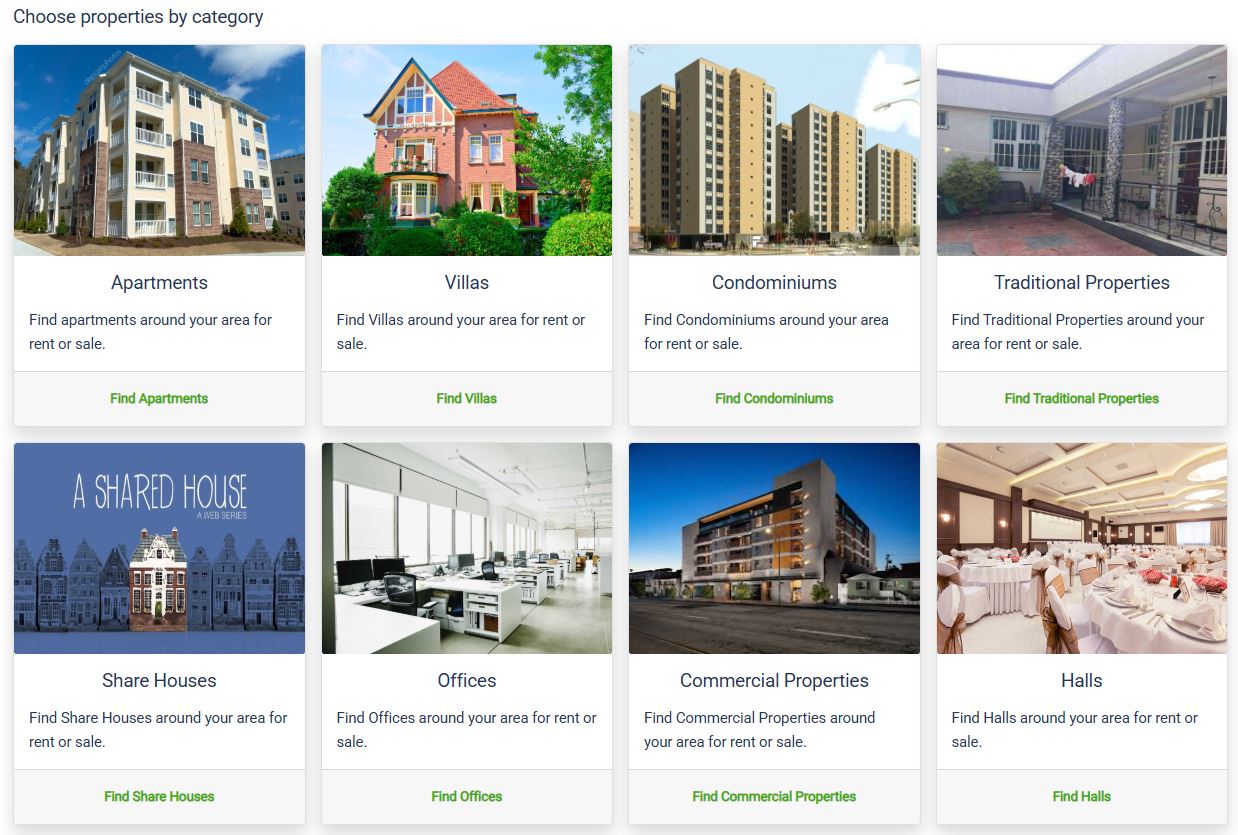 Choose properties by category
depositphotos
depositphotos
Apartments
Find apartments around your area for
rent or sale.
Find Apartments
Villas
Find Villas around your area for rent or
sale.
Find Villas
Condominiums
Find Condominiums around your area
for rent or sale.
Find Condominiums
Traditional Properties
Find Traditional Properties around your
area for rent or sale.
Find Traditional Properties
A SHARED HOUSE
A WEB SERIES
Share Houses
Find Share Houses around your area for
rent or sale.
Find Share Houses
Offices
Find Offices around your area for rent or
sale.
Find Offices
Commercial Properties
Find Commercial Properties around
your area for rent or sale.
Find Commercial Properties
Halls
Find Halls around your area for rent or
sale.
Find Halls